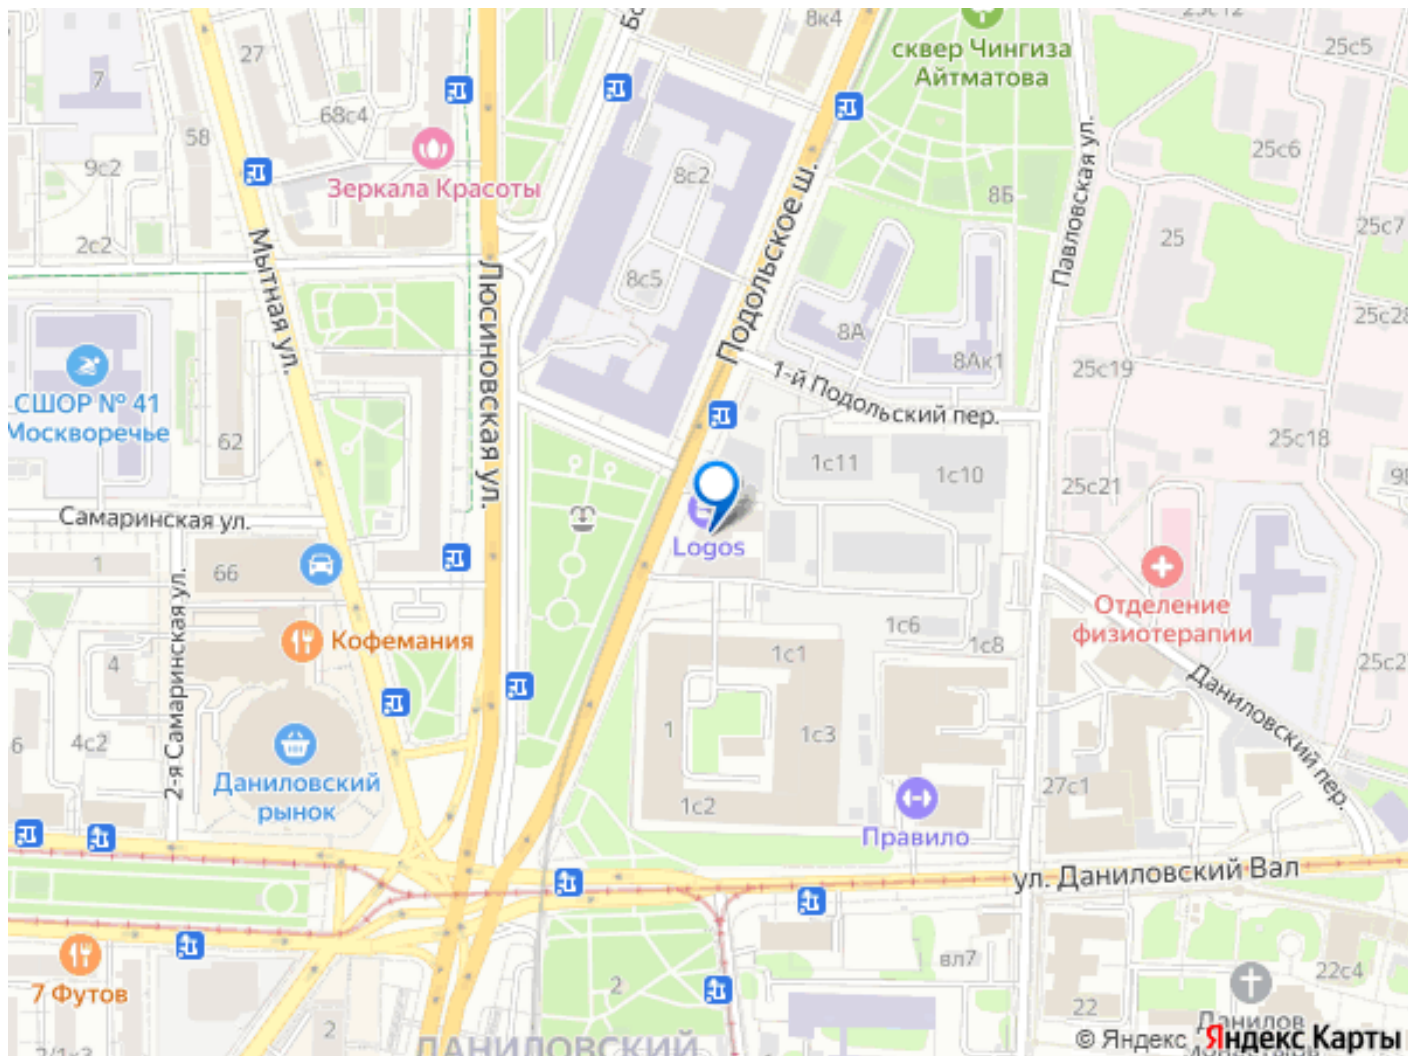 8к4
25с12
25с5
сквер Чингиза
Айтматова
27
7
68с4
58
9с2
Зеркала Красоты
8с2
Подольское ш.
8Б
Павловская ул.
25с6
25
25с7
2с2
Мытная ул.
Люсиновская ул.
8с5
8А
8Ак1
25с28
25с19
1-й Подольский пер.
СШОР № 41
Москворечье
62
1с11
1с10
25с18
25с21
Самаринская ул.
Logos
1
66
2-я Самаринская ул.
Отделение
физиотерапии
Кофемания
1с6
1с8
1с1
4
4с2
6
1
1с3
Даниловский пер.
Даниловский
рынок
1с2
27с1
Правило
ул. Даниловский Вал
7 Футов
2
вл7
22
22с4
2
ДАНИЛОВСКИЙ
Данилов
© Яндекс Яндекс Карты